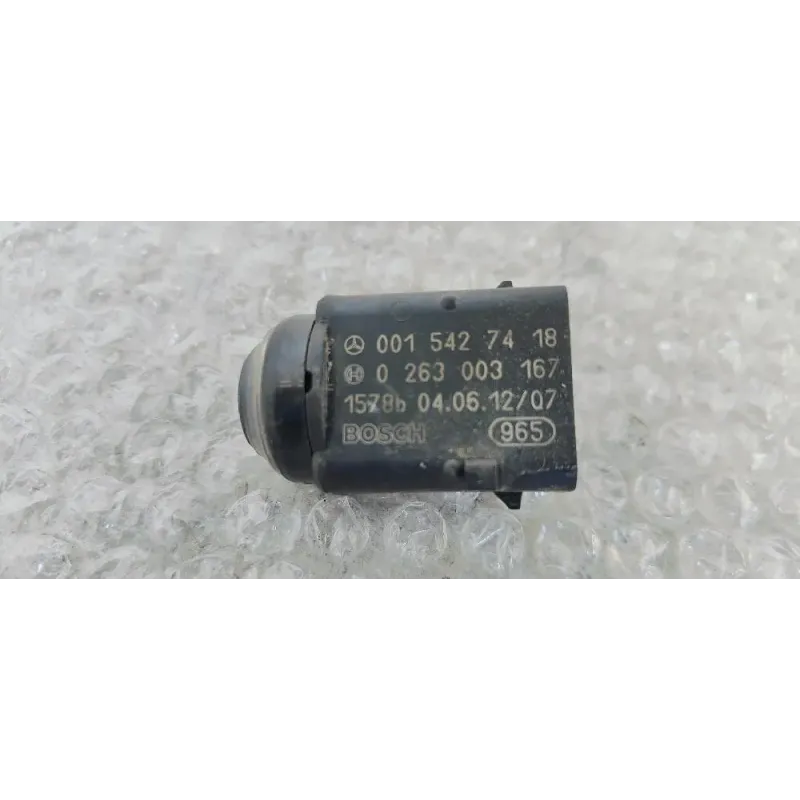 001 542 74 18
0 263 003 167
1578b 04.06.12/07
BOSCH 965